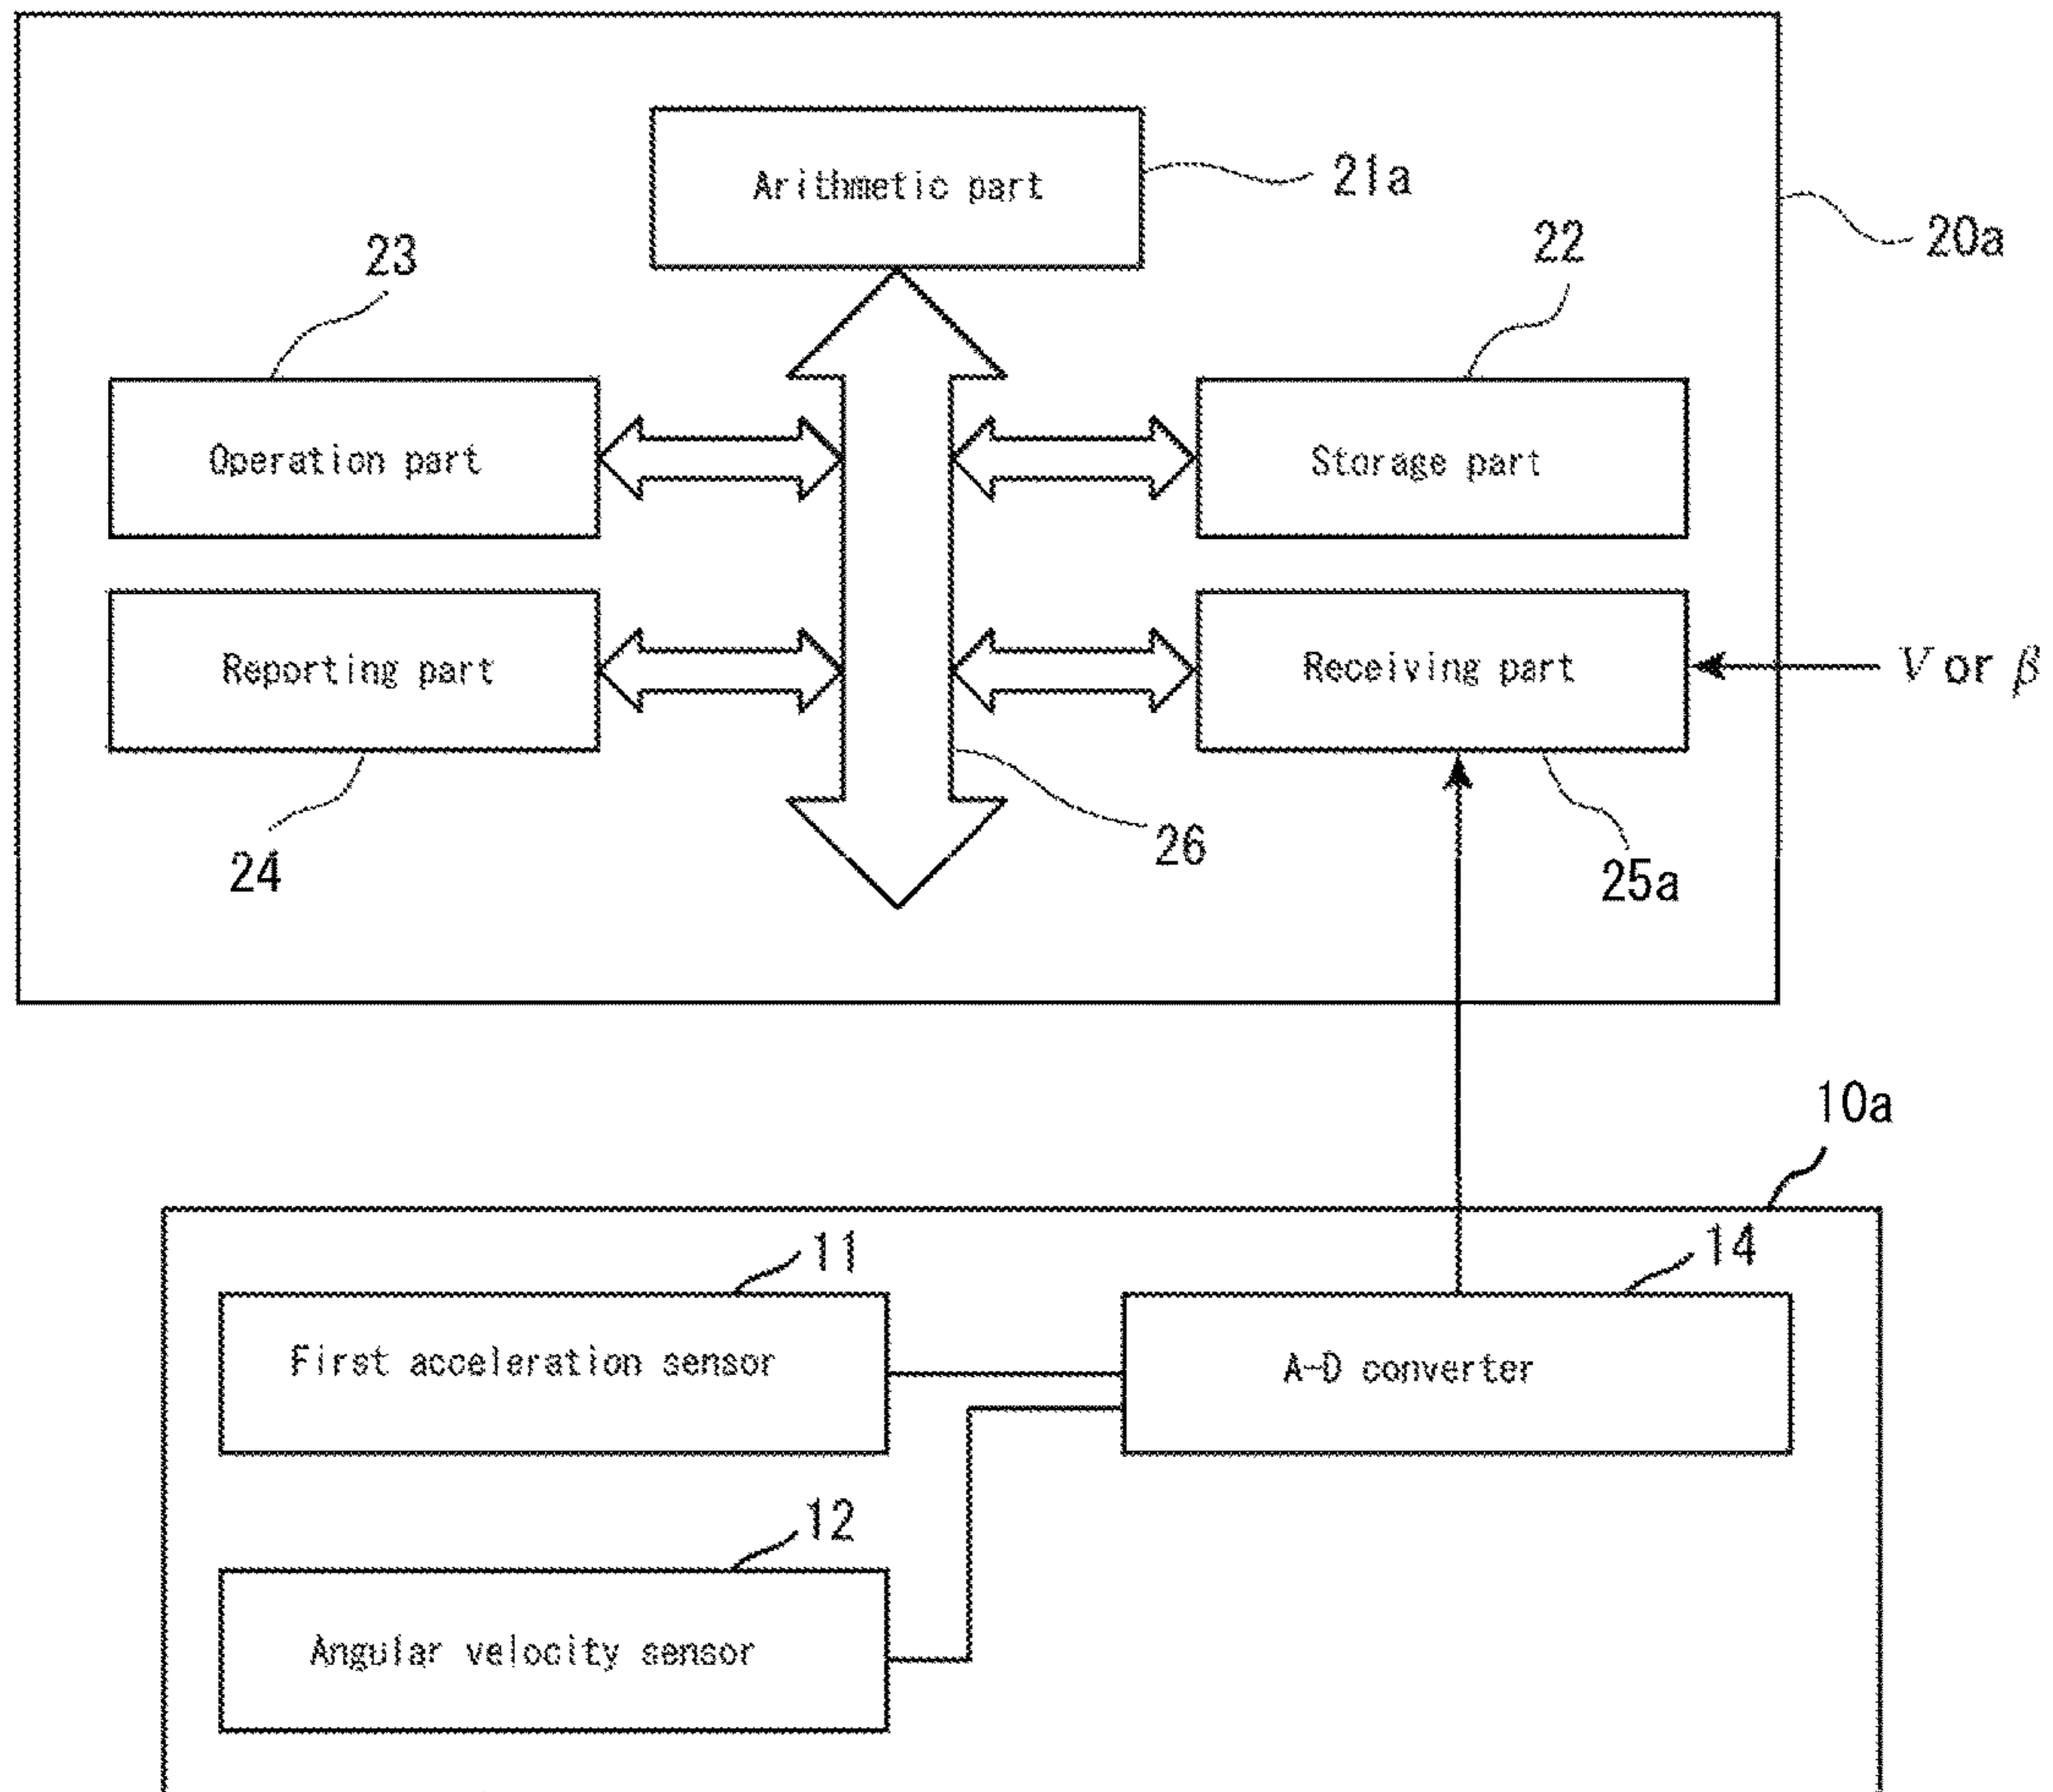 Arithmetic part
21a
20a
23
22
Operation part
Storage part
Reporting part
Receiving part
V or β
24
26
25a
10a
11
14
First acceleration sensor
A-D converter
12
Angular velocity sensor